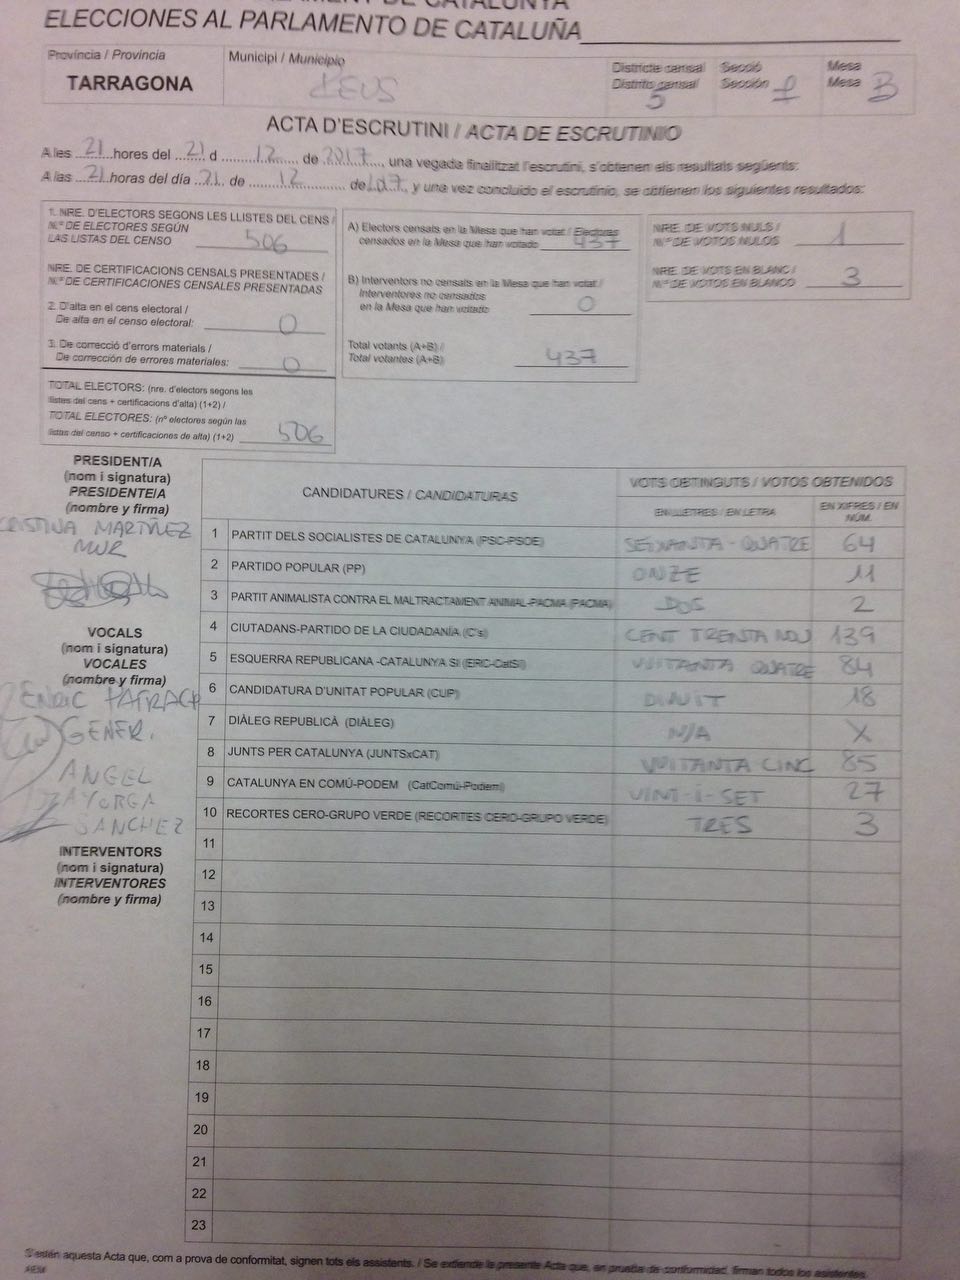 ELECCIONES AL PARLAMENTO DE CATALUÑA
Província / Provincia
TARRAGONA
Municipi / Municipio
REUS
Districte censal
Distrito censal
5
Secció
Sección
1
Mesa
Mesa
B
ACTA D'ESCRUTINI / ACTA DE ESCRUTINIO
A les 21 hores del 21 d 12 de 2017, una vegada finalitzat l'escrutini, s'obtenen els resultats següents:
A las 21 horas del día 21 de 12 de 2017, y una vez concluido el escrutinio, se obtienen los siguientes resultados:
1. NRE. D'ELECTORS SEGONS LES LLISTES DEL CENS /
N.º DE ELECTORES SEGÚN
LAS LISTAS DEL CENSO 506
NRE. DE CERTIFICACIONS CENSALS PRESENTADES /
N.º DE CERTIFICACIONES CENSALES PRESENTADAS
2. D'alta en el cens electoral /
De alta en el censo electoral: 0
3. De correcció d'errors materials /
De corrección de errores materiales: 0
TOTAL ELECTORS: (nre. d'electors segons les
llistes del cens + certificacions d'alta) (1+2) /
TOTAL ELECTORES: (nº electores según las
listas del censo + certificaciones de alta) (1+2) 506
A) Electors censats en la Mesa que han votat / Electores
censados en la Mesa que han votado 437
B) Interventors no censats en la Mesa que han votat /
Interventores no censados
en la Mesa que han votado 0
Total votants (A+B) /
Total votantes (A+B) 437
NRE. DE VOTS NULS /
N.º DE VOTOS NULOS 1
NRE. DE VOTS EN BLANC /
N.º DE VOTOS EN BLANCO 3
PRESIDENT/A
(nom i signatura)
PRESIDENTE/A
(nombre y firma)
CRISTINA MARTÍNEZ
MUR
VOCALS
(nom i signatura)
VOCALES
(nombre y firma)
ENRIC
GENER.
ANGEL
SANCHEZ
INTERVENTORS
(nom i signatura)
INTERVENTORES
(nombre y firma)
CANDIDATURES / CANDIDATURAS
VOTS OBTINGUTS / VOTOS OBTENIDOS
EN LLETRES / EN LETRA
EN XIFRES / EN
NÚM.
1 PARTIT DELS SOCIALISTES DE CATALUNYA (PSC-PSOE) SEIXANTA-QUATRE 64
2 PARTIDO POPULAR (PP) ONZE 11
3 PARTIT ANIMALISTA CONTRA EL MALTRACTAMENT ANIMAL-PACMA (PACMA) DOS 2
4 CIUTADANS-PARTIDO DE LA CIUDADANÍA (C's) CENT TRENTA NOU 139
5 ESQUERRA REPUBLICANA -CATALUNYA SI (ERC-CatSí) VUITANTA QUATRE 84
6 CANDIDATURA D'UNITAT POPULAR (CUP) DIVUIT 18
7 DIÀLEG REPUBLICÀ (DIÀLEG) N/A X
8 JUNTS PER CATALUNYA (JUNTSxCAT) VUITANTA CINC 85
9 CATALUNYA EN COMÚ-PODEM (CatComú-Podem) VINT-I-SET 27
10 RECORTES CERO-GRUPO VERDE (RECORTES CERO-GRUPO VERDE) TRES 3
11
12
13
14
15
16
17
18
19
20
21
22
23
S'estén aquesta Acta que, com a prova de conformitat, signen tots els assistents. / Se extiende la presente Acta que, en prueba de conformidad, firman todos los asistentes.